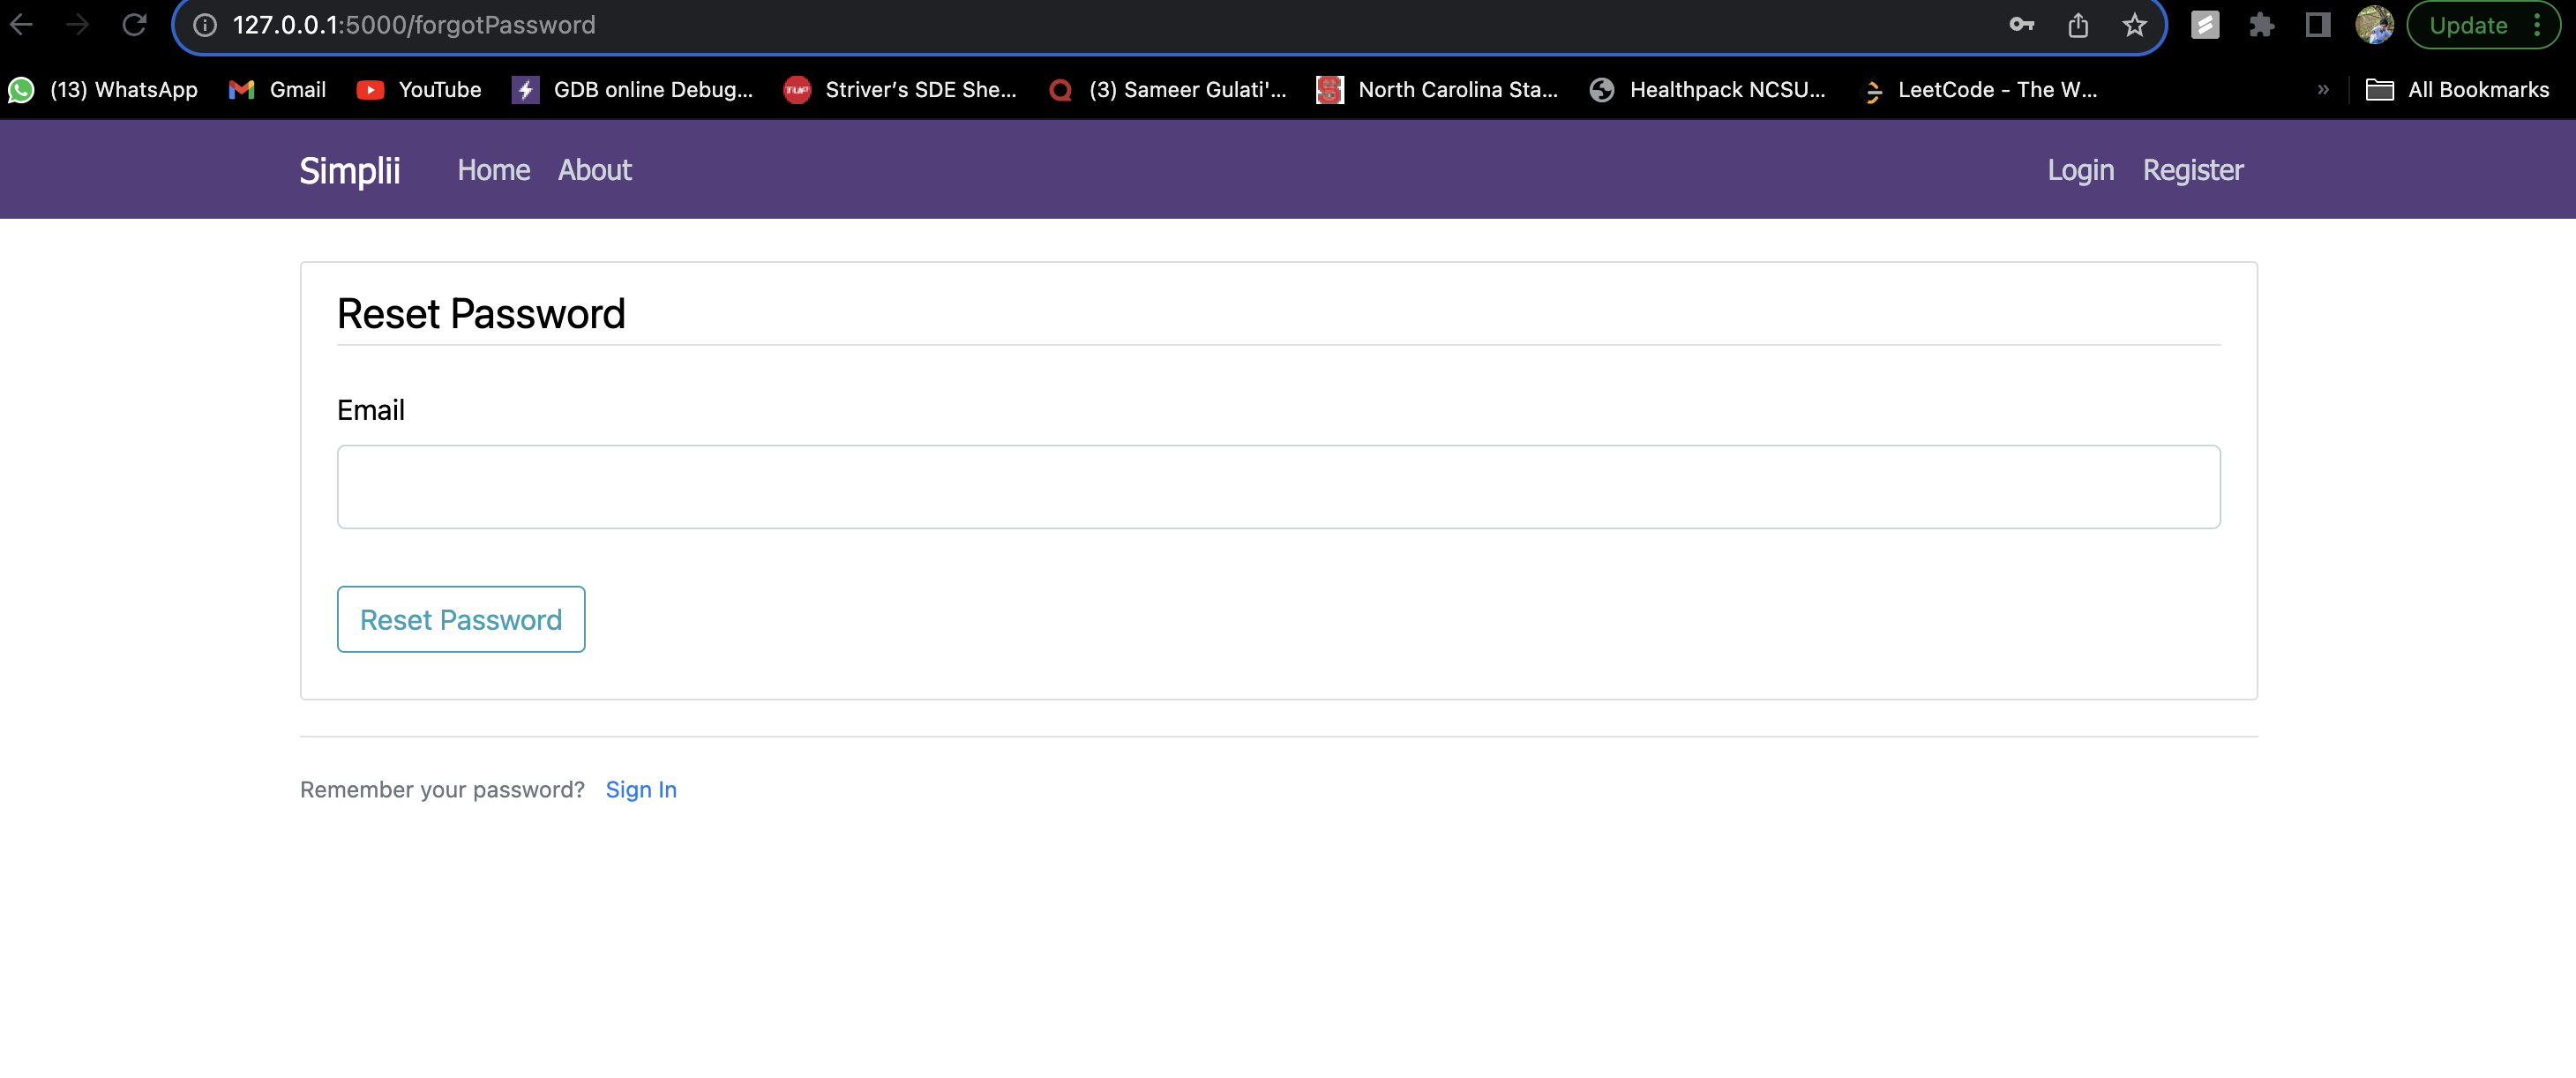 127.0.0.1:5000/forgotPassword Update
(13) WhatsApp Gmail YouTube GDB online Debug... Striver’s SDE She... (3) Sameer Gulati'... North Carolina Sta... Healthpack NCSU... LeetCode - The W... » All Bookmarks
Simplii Home About Login Register
Reset Password
Email
Reset Password
Remember your password? Sign In